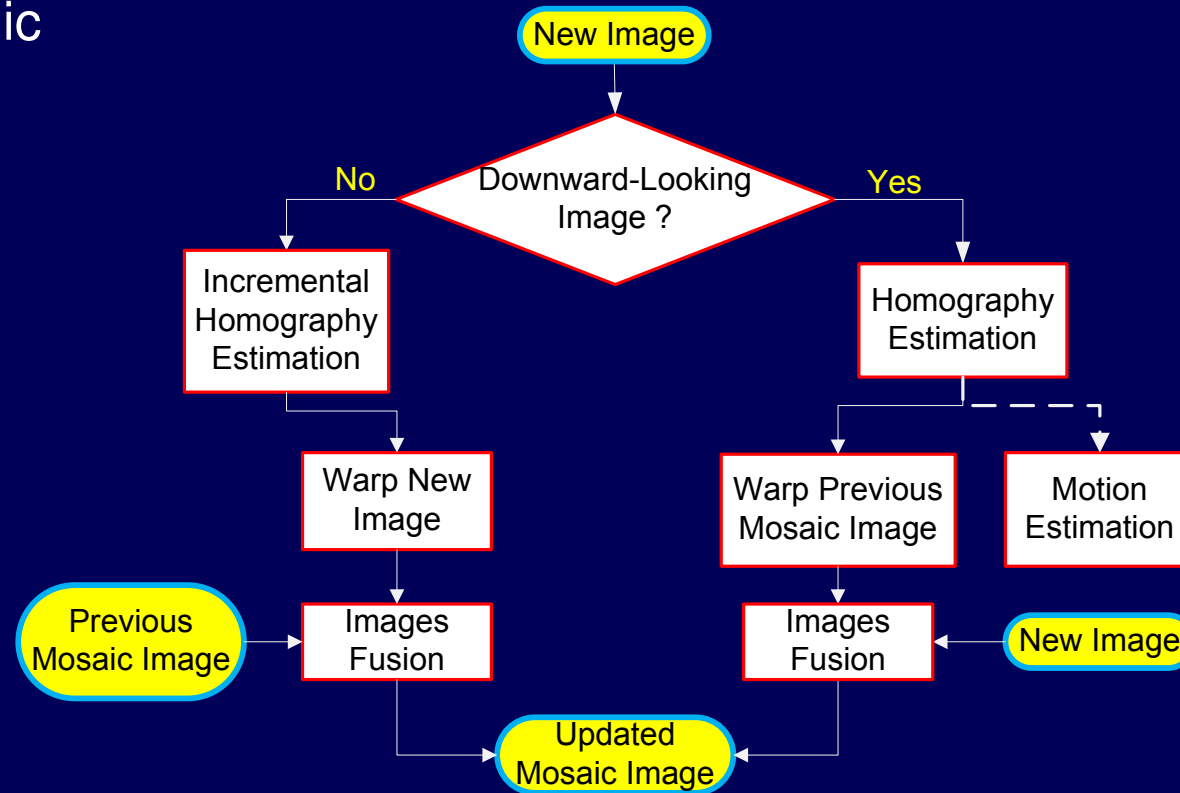 ic
New Image
Downward-Looking
Image ?
No
Yes
Incremental
Homography
Estimation
Homography
Estimation
Warp New
Image
Warp Previous
Mosaic Image
Motion
Estimation
Previous
Mosaic Image
Images
Fusion
Images
Fusion
New Image
Updated
Mosaic Image